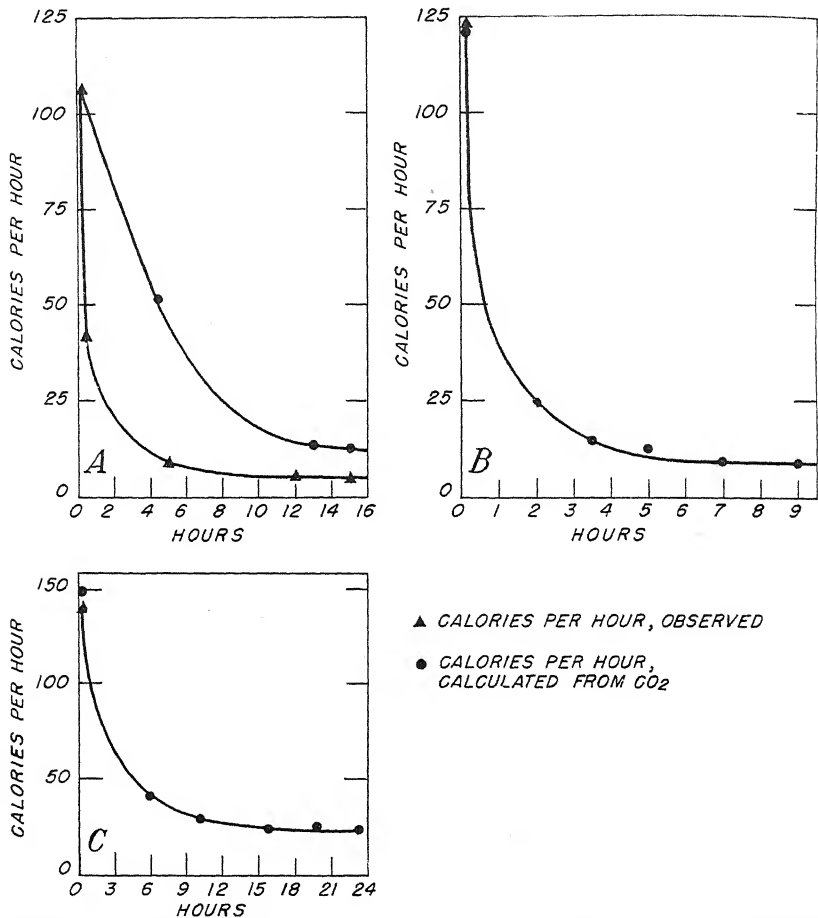 125
100
75
50
25
0
CALORIES PER HOUR
A
0 2 4 6 8 10 12 14 16
HOURS
125
100
75
50
25
0
CALORIES PER HOUR
B
0 1 2 3 4 5 6 7 8 9
HOURS
150
100
50
0
CALORIES PER HOUR
C
0 3 6 9 12 15 18 21 24
HOURS
▲ CALORIES PER HOUR, OBSERVED
● CALORIES PER HOUR,
CALCULATED FROM CO2